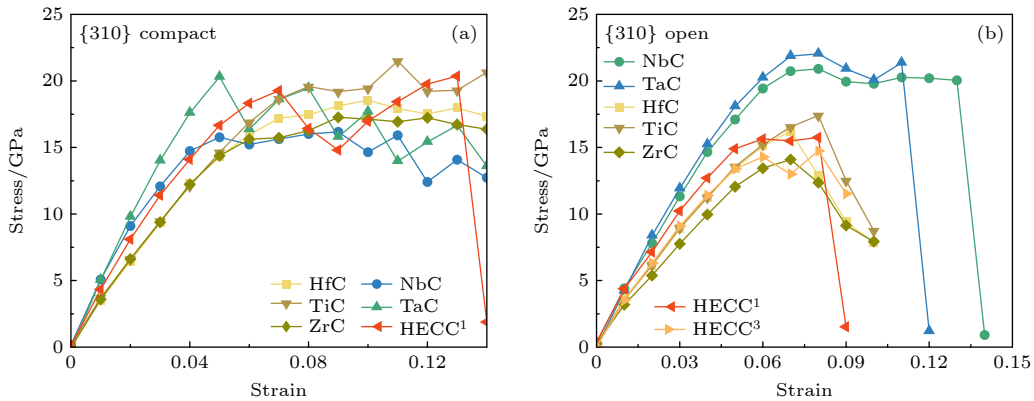 {310} compact
(a)
Stress/GPa
25
20
15
10
5
0
HfC
NbC
TiC
TaC
ZrC
HECC¹
0
0.04
0.08
0.12
Strain
{310} open
(b)
Stress/GPa
25
20
15
10
5
0
NbC
TaC
HfC
TiC
ZrC
HECC¹
HECC³
0
0.03
0.06
0.09
0.12
0.15
Strain